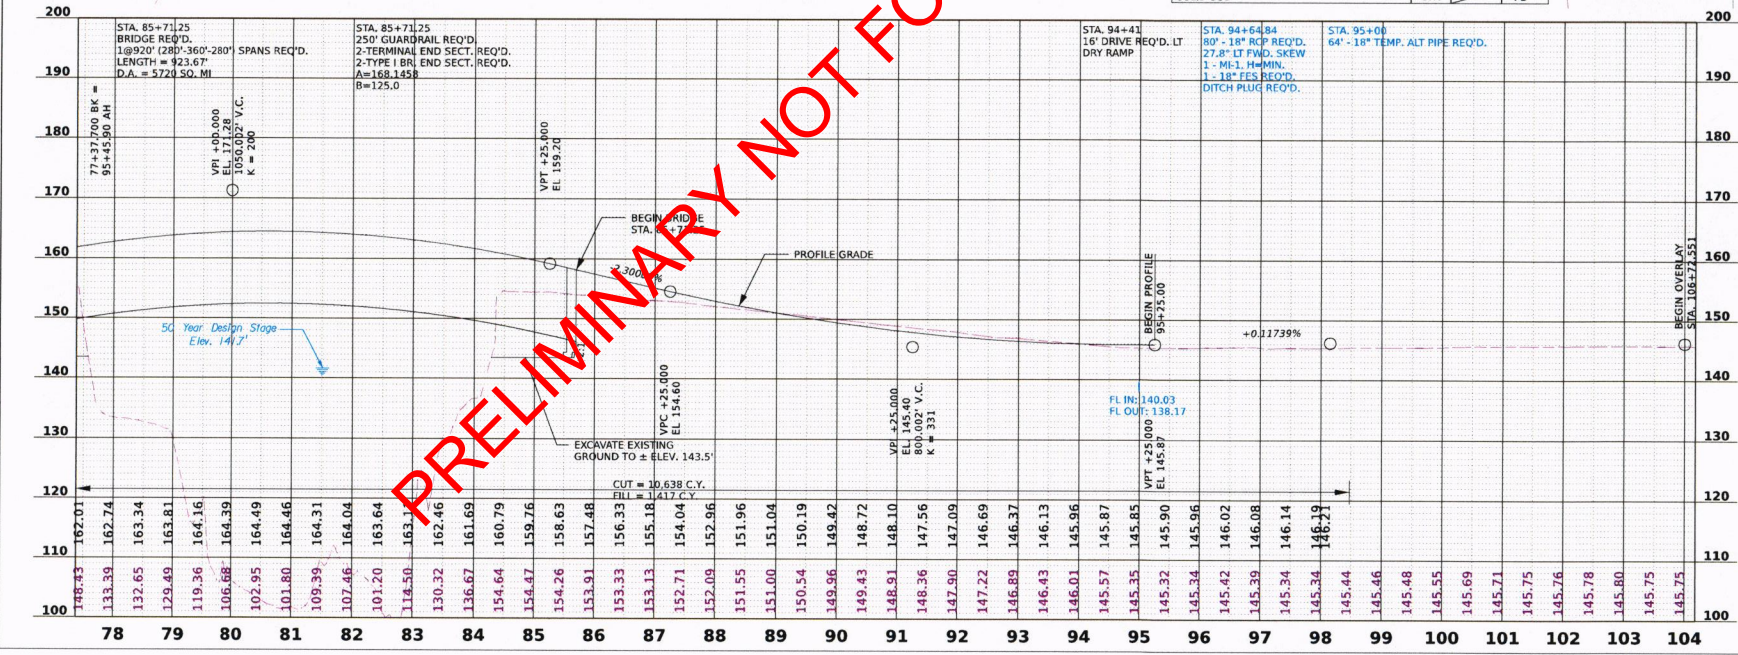 200
STA. 85+71.25
BRIDGE REQ'D.
1@920' (280'-360'-280') SPANS REQ'D.
LENGTH = 923.67'
D.A. = 5720 SQ. MI
STA. 85+71.25
250' GUARDRAIL REQ'D.
2-TERMINAL END SECT. REQ'D.
2-TYPE I BR. END SECT. REQ'D.
A=168.1458
B=125.0
STA. 94+41
16' DRIVE REQ'D. LT
DRY RAMP
STA. 94+64.84
80' - 18" RCP REQ'D.
27.8° LT FWD. SKEW
1 - MI-1, H=MIN.
1 - 18" FES REQ'D.
DITCH PLUG REQ'D.
STA. 95+00
64' - 18" TEMP. ALT PIPE REQ'D.
200
190
190
180
180
170
170
160
160
150
150
140
140
130
130
120
120
110
110
100
100
77+37.700 BK =
95+45.90 AH
VPI +00.000
EL. 171.28
1050.002' V.C.
K = 200
VPT +25.000
EL 159.20
BEGIN BRIDGE
STA.
PROFILE GRADE
50 Year Design Stage
Elev. 141.7'
EXCAVATE EXISTING
GROUND TO ± ELEV. 143.5'
VPC +25.000
EL 154.60
CUT = 10,638 C.Y.
FILL = 1,417 C.Y.
VPI +25.000
EL. 145.40
800.002' V.C.
K = 331
BEGIN PROFILE
95+25.00
+0.11739%
FL IN: 140.03
FL OUT: 138.17
VPT +25.000
EL 145.87
BEGIN OVERLAY
STA. 106+72.551
PRELIMINARY NOT FO
162.01 162.74 163.34 163.81 164.16 164.39 164.49 164.46 164.31 164.04 163.64 162.46 161.69 160.79 159.76 158.63 157.48 156.33 155.18 154.04 152.96 151.96 151.04 150.19 149.42 148.72 148.10 147.56 147.09 146.69 146.37 146.13 145.96 145.87 145.85 145.90 145.96 146.02 146.08 146.14 146.19 146.21
148.43 133.39 132.65 129.49 119.36 106.68 102.95 101.80 109.39 107.46 101.20 114.50 130.32 136.67 154.64 154.47 154.26 153.91 153.33 153.13 152.71 152.09 151.55 151.00 150.54 149.96 149.43 148.91 148.36 147.90 147.22 146.89 146.43 146.01 145.57 145.35 145.32 145.34 145.42 145.39 145.34 145.34 145.44 145.46 145.48 145.55 145.69 145.71 145.75 145.76 145.78 145.80 145.75 145.75
78 79 80 81 82 83 84 85 86 87 88 89 90 91 92 93 94 95 96 97 98 99 100 101 102 103 104